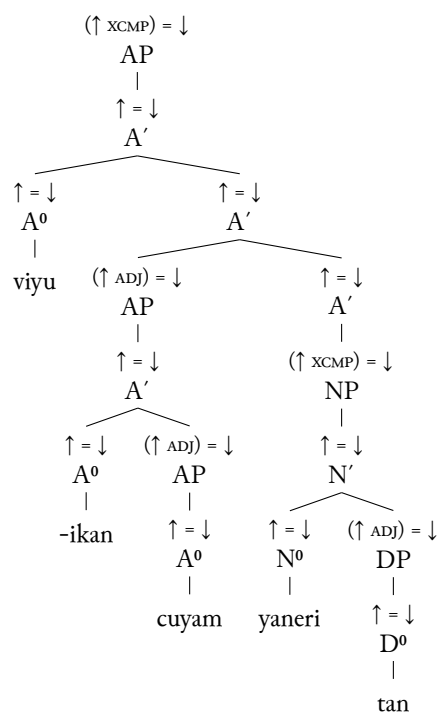 (↑ XCMP) = ↓
AP
↑ = ↓
A′
↑ = ↓ ↑ = ↓
A⁰ A′
viyu (↑ ADJ) = ↓ ↑ = ↓
AP A′
↑ = ↓ (↑ XCMP) = ↓
A′ NP
↑ = ↓ (↑ ADJ) = ↓ ↑ = ↓
A⁰ AP N′
-ikan ↑ = ↓ ↑ = ↓ (↑ ADJ) = ↓
A⁰ N⁰ DP
cuyam yaneri ↑ = ↓
D⁰
tan